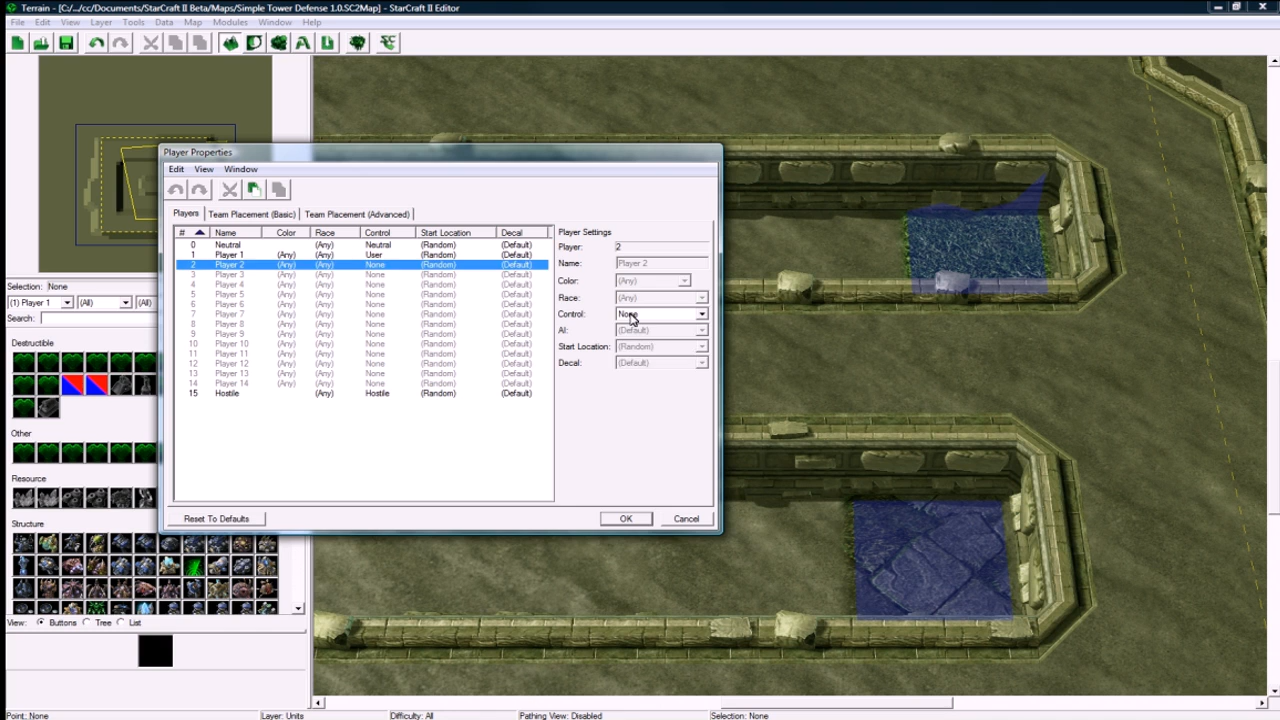 Terrain - [C:/.../cc/Documents/StarCraft II Beta/Maps/Simple Tower Defense 1.0.SC2Map] - StarCraft II Editor
File Edit View Layer Tools Data Map Modules Window Help
Player Properties
Edit View Window
Players Team Placement (Basic) Team Placement (Advanced)
# Name Color Race Control Start Location Decal
0 Neutral (Any) Neutral (Random) (Default)
1 Player 1 (Any) (Any) User (Random) (Default)
2 Player 2 (Any) (Any) None (Random) (Default)
3 Player 3 (Any) (Any) None (Random) (Default)
4 Player 4 (Any) (Any) None (Random) (Default)
5 Player 5 (Any) (Any) None (Random) (Default)
6 Player 6 (Any) (Any) None (Random) (Default)
7 Player 7 (Any) (Any) None (Random) (Default)
8 Player 8 (Any) (Any) None (Random) (Default)
9 Player 9 (Any) (Any) None (Random) (Default)
10 Player 10 (Any) (Any) None (Random) (Default)
11 Player 11 (Any) (Any) None (Random) (Default)
12 Player 12 (Any) (Any) None (Random) (Default)
13 Player 13 (Any) (Any) None (Random) (Default)
14 Player 14 (Any) (Any) None (Random) (Default)
15 Hostile (Any) Hostile (Random) (Default)
Player Settings
Player: 2
Name: Player 2
Color: (Any)
Race: (Any)
Control: None
AI: (Default)
Start Location: (Random)
Decal: (Default)
Reset To Defaults OK Cancel
Selection: None
(1) Player 1 (All) (All)
Search:
Destructible
Other
Resource
Structure
View: Buttons Tree List
Point: None Layer: Units Difficulty: All Pathing View: Disabled Selection: None